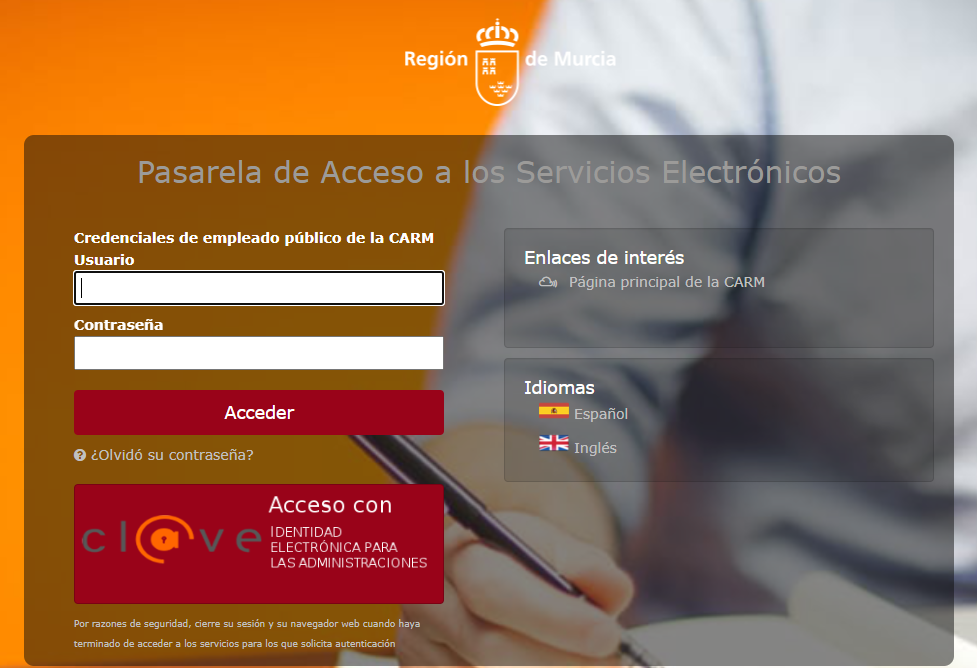 Región de Murcia
Pasarela de Acceso a los Servicios Electrónicos
Credenciales de empleado público de la CARM
Usuario
Contraseña
Acceder
¿Olvidó su contraseña?
cl@ve
Acceso con
IDENTIDAD
ELECTRÓNICA PARA
LAS ADMINISTRACIONES
Por razones de seguridad, cierre su sesión y su navegador web cuando haya
terminado de acceder a los servicios para los que solicita autenticación
Enlaces de interés
Página principal de la CARM
Idiomas
Español
Inglés